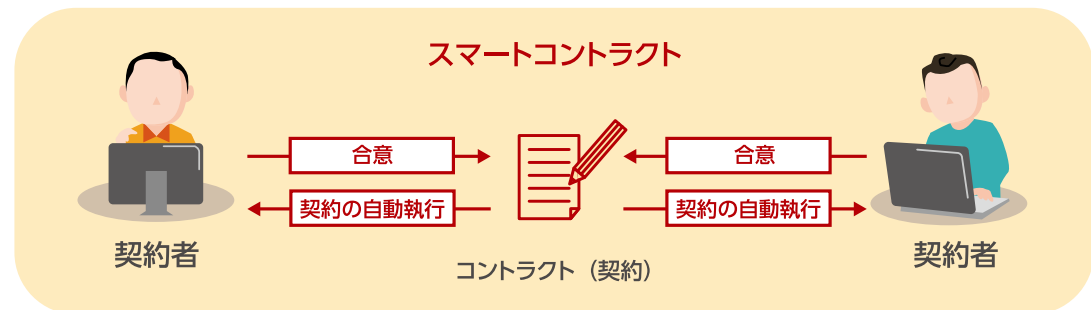 スマートコントラクト
合意
合意
契約の自動執行
契約の自動執行
契約者
コントラクト（契約）
契約者